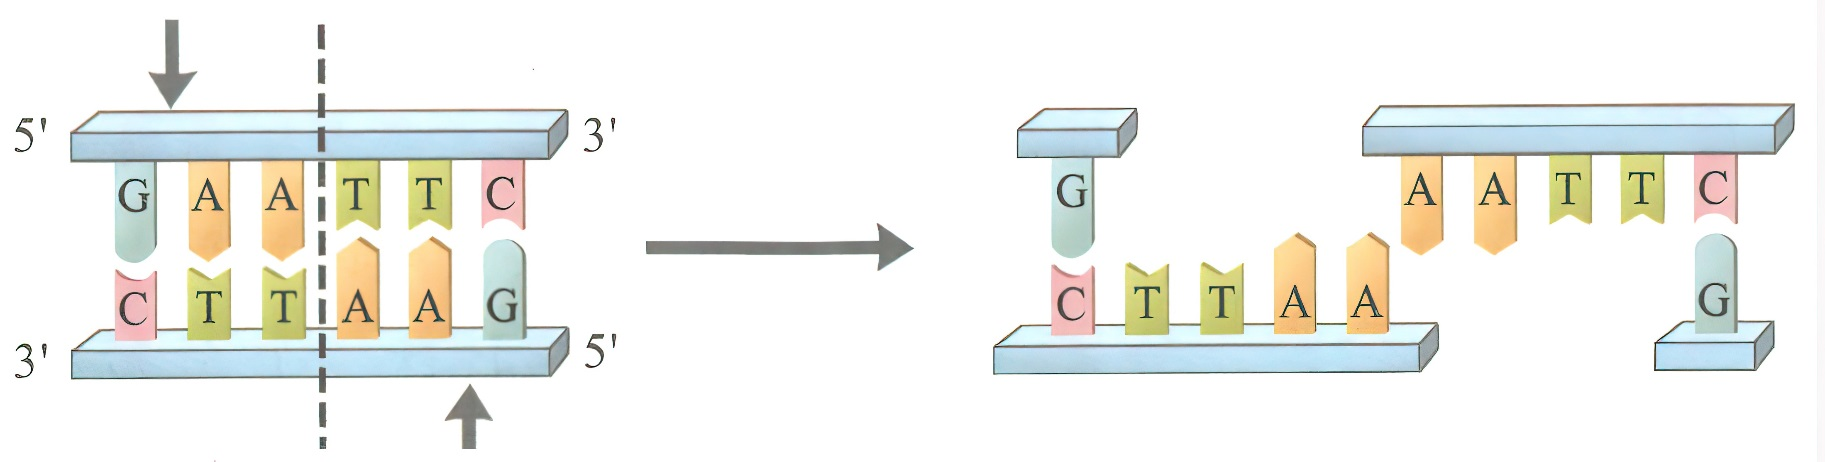 5' 3'
G A A T T C
C T T A A G
3' 5'
G
C T T A A
A A T T C
G